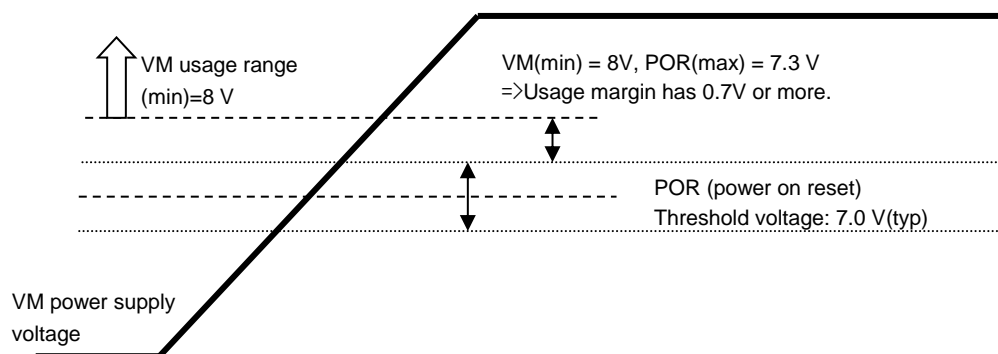 VM usage range
(min)=8 V
VM(min) = 8V, POR(max) = 7.3 V
=>Usage margin has 0.7V or more.
POR (power on reset)
Threshold voltage: 7.0 V(typ)
VM power supply
voltage